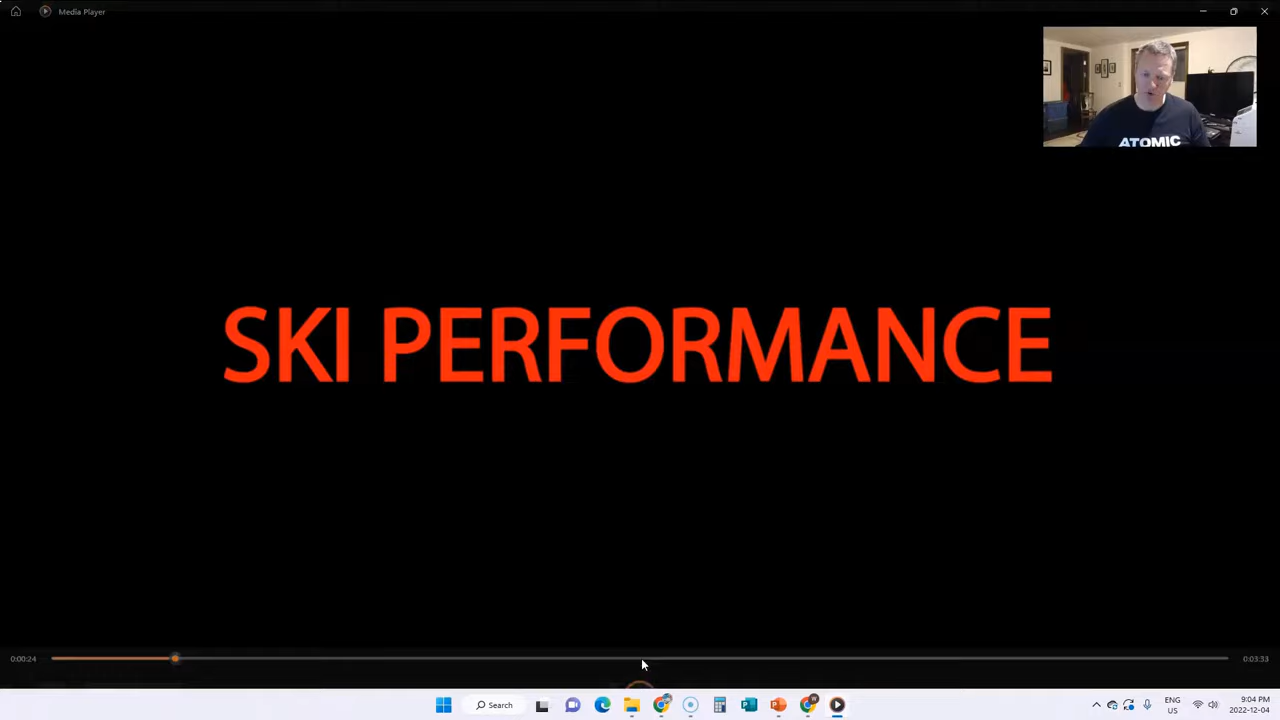 Media Player
ATOMIC
SKI PERFORMANCE
0:00:24
0:03:33
Search
ENG
US
9:04 PM
2022-12-04